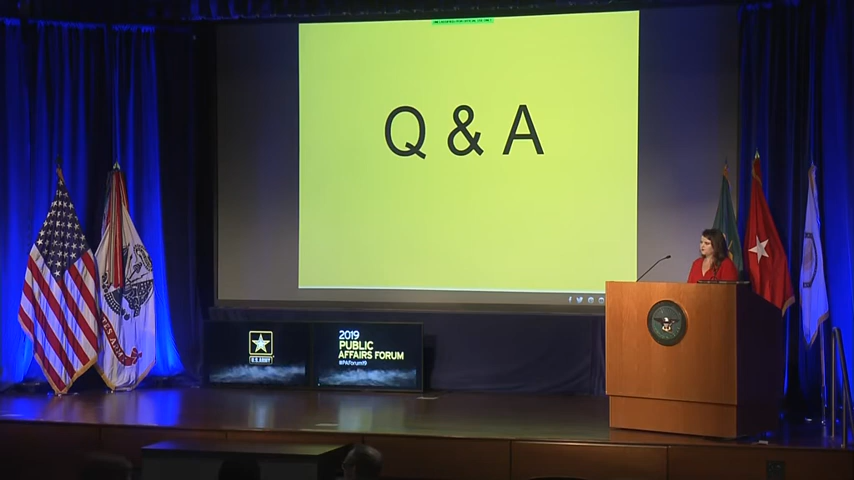 Q & A
U.S. ARMY
2019
PUBLIC
AFFAIRS FORUM
#PAForum19